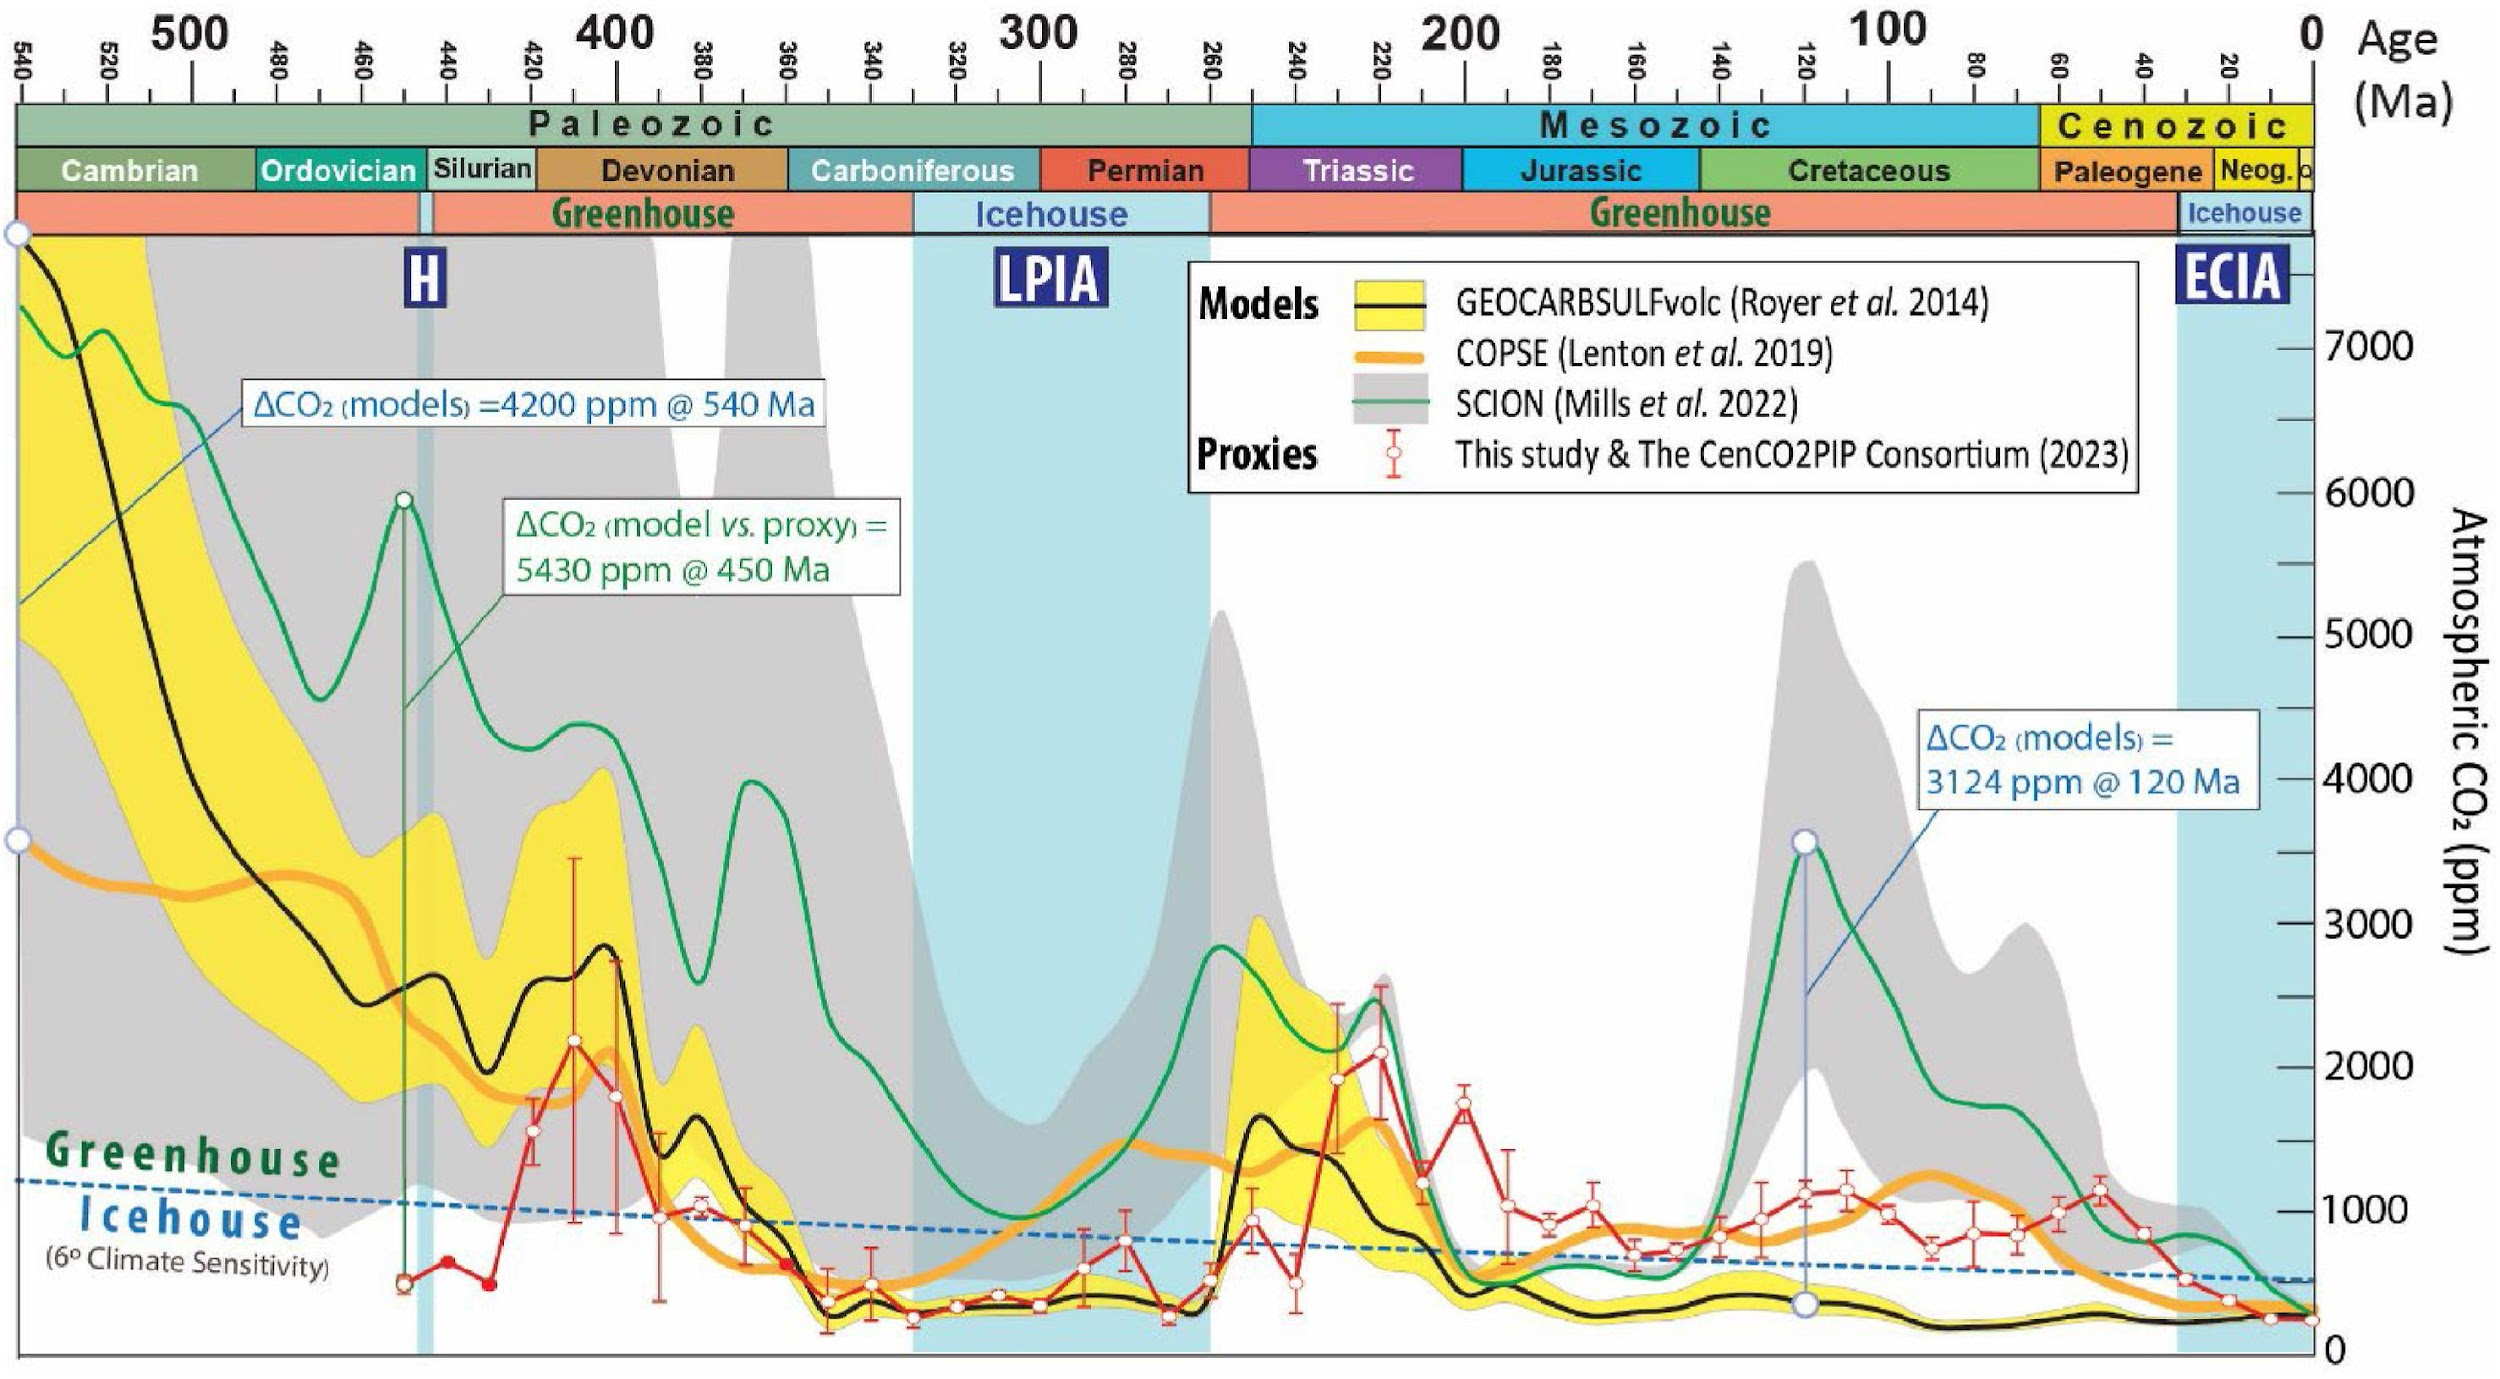 500 400 300 200 100 0 Age
540 520 480 460 440 420 380 360 340 320 280 260 240 220 180 160 140 120 80 60 40 20 (Ma)
Paleozoic Mesozoic Cenozoic
Cambrian Ordovician Silurian Devonian Carboniferous Permian Triassic Jurassic Cretaceous Paleogene Neog. Q
Greenhouse Icehouse Greenhouse Icehouse
H LPIA ECIA
Models GEOCARBSULFvolc (Royer et al. 2014)
COPSE (Lenton et al. 2019)
SCION (Mills et al. 2022)
Proxies This study & The CenCO2PIP Consortium (2023)
ΔCO₂ (models) =4200 ppm @ 540 Ma
ΔCO₂ (model vs. proxy) =
5430 ppm @ 450 Ma
ΔCO₂ (models) =
3124 ppm @ 120 Ma
Greenhouse
Icehouse
(6º Climate Sensitivity)
7000
6000
5000
4000
3000
2000
1000
0
Atmospheric CO₂ (ppm)